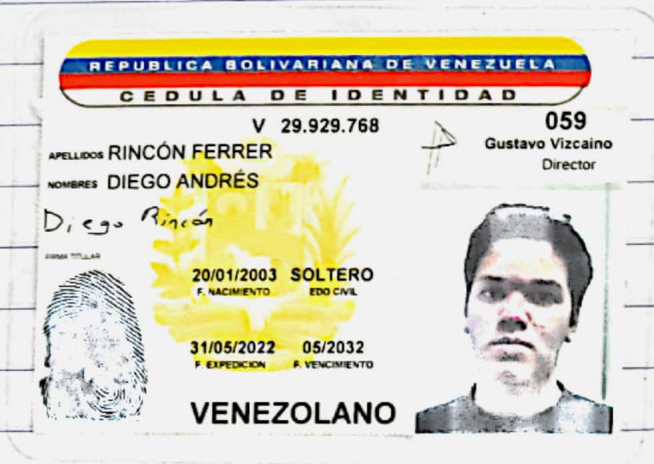 REPUBLICA BOLIVARIANA DE VENEZUELA
CEDULA DE IDENTIDAD
V 29.929.768
059
Gustavo Vizcaino
Director
APELLIDOS RINCÓN FERRER
NOMBRES DIEGO ANDRÉS
Diego Rincón
FIRMA TITULAR
20/01/2003 SOLTERO
F. NACIMIENTO EDO CIVIL
31/05/2022 05/2032
F. EXPEDICION F. VENCIMIENTO
VENEZOLANO